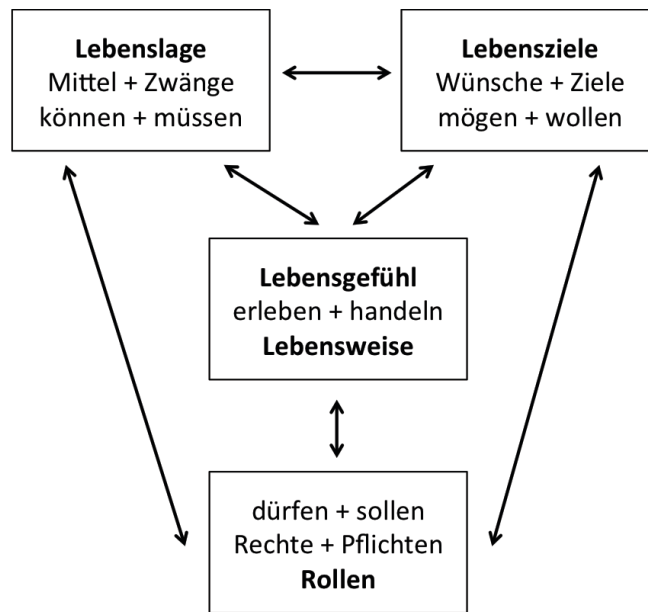 Lebenslage
Mittel + Zwänge
können + müssen
Lebensziele
Wünsche + Ziele
mögen + wollen
Lebensgefühl
erleben + handeln
Lebensweise
dürfen + sollen
Rechte + Pflichten
Rollen